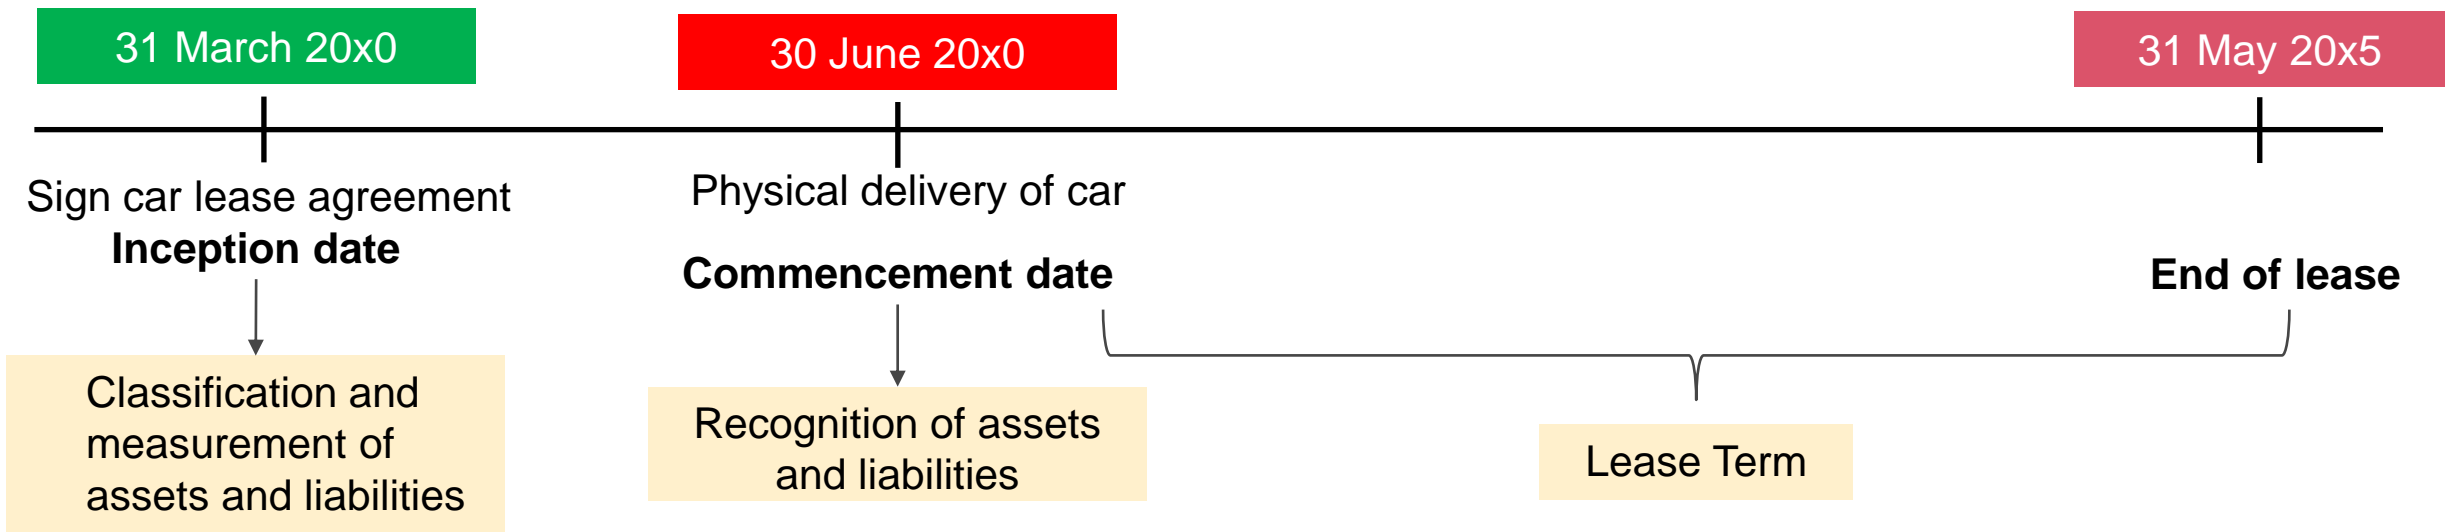 31 March 20x0
30 June 20x0
31 May 20x5
Sign car lease agreement
Inception date
Physical delivery of car
Commencement date
End of lease
Classification and
measurement of
assets and liabilities
Recognition of assets
and liabilities
Lease Term